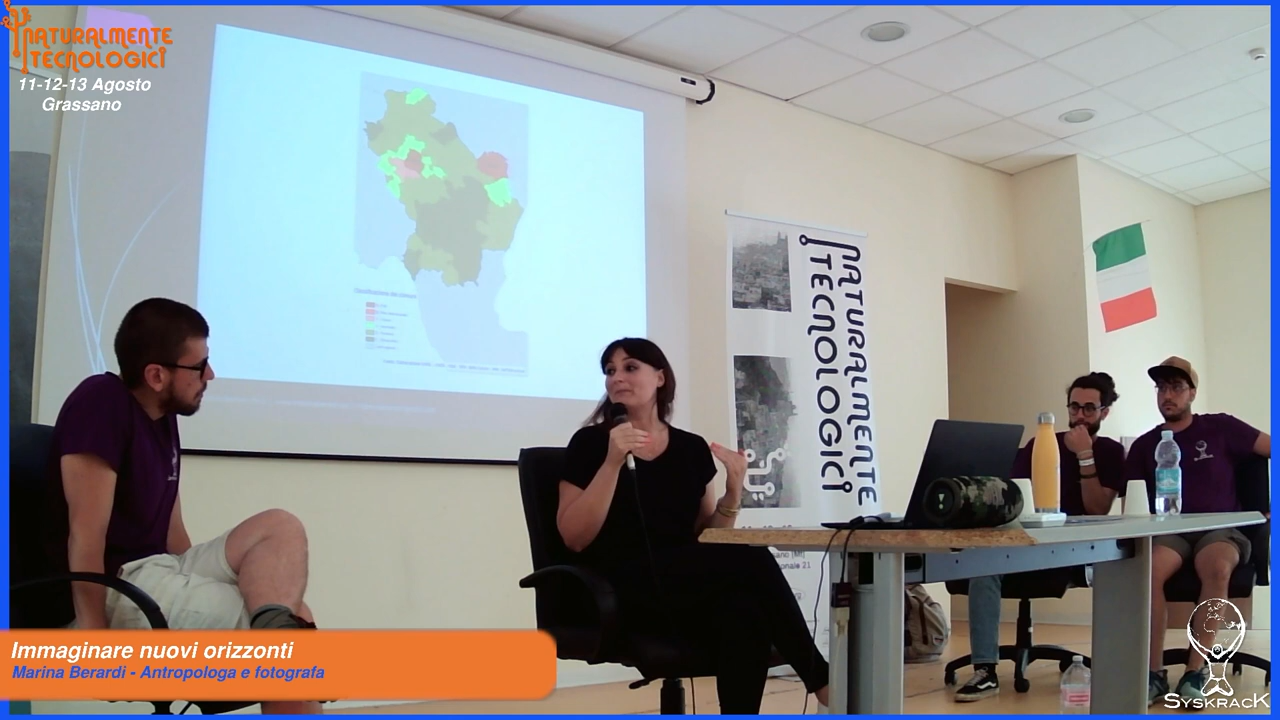 NATURALMENTE
TECNOLOGICI
11-12-13 Agosto
Grassano
NATURALMENTE
TECNOLOGICI
Immaginare nuovi orizzonti
Marina Berardi - Antropologa e fotografa
SYSKRACK